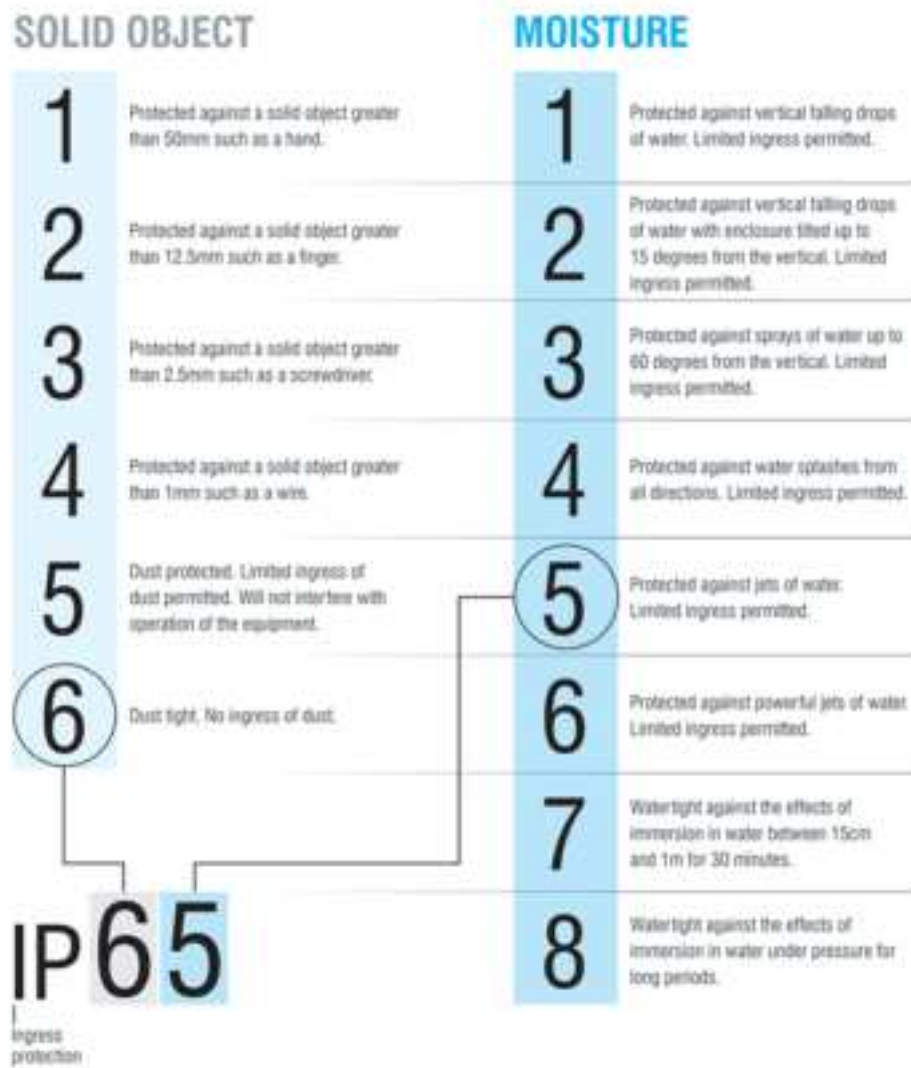 SOLID OBJECT
1
Protected against a solid object greater
than 50mm such as a hand.
2
Protected against a solid object greater
than 12.5mm such as a finger.
3
Protected against a solid object greater
than 2.5mm such as a screwdriver.
4
Protected against a solid object greater
than 1mm such as a wire.
5
Dust protected. Limited ingress of
dust permitted. Will not interfere with
operation of the equipment.
6
Dust tight. No ingress of dust.
MOISTURE
1
Protected against vertical falling drops
of water. Limited ingress permitted.
2
Protected against vertical falling drops
of water with enclosure tilted up to
15 degrees from the vertical. Limited
ingress permitted.
3
Protected against sprays of water up to
60 degrees from the vertical. Limited
ingress permitted.
4
Protected against water splashes from
all directions. Limited ingress permitted.
5
Protected against jets of water.
Limited ingress permitted.
6
Protected against powerful jets of water.
Limited ingress permitted.
7
Watertight against the effects of
immersion in water between 15cm
and 1m for 30 minutes.
8
Watertight against the effects of
immersion in water under pressure for
long periods.
IP65
ingress
protection